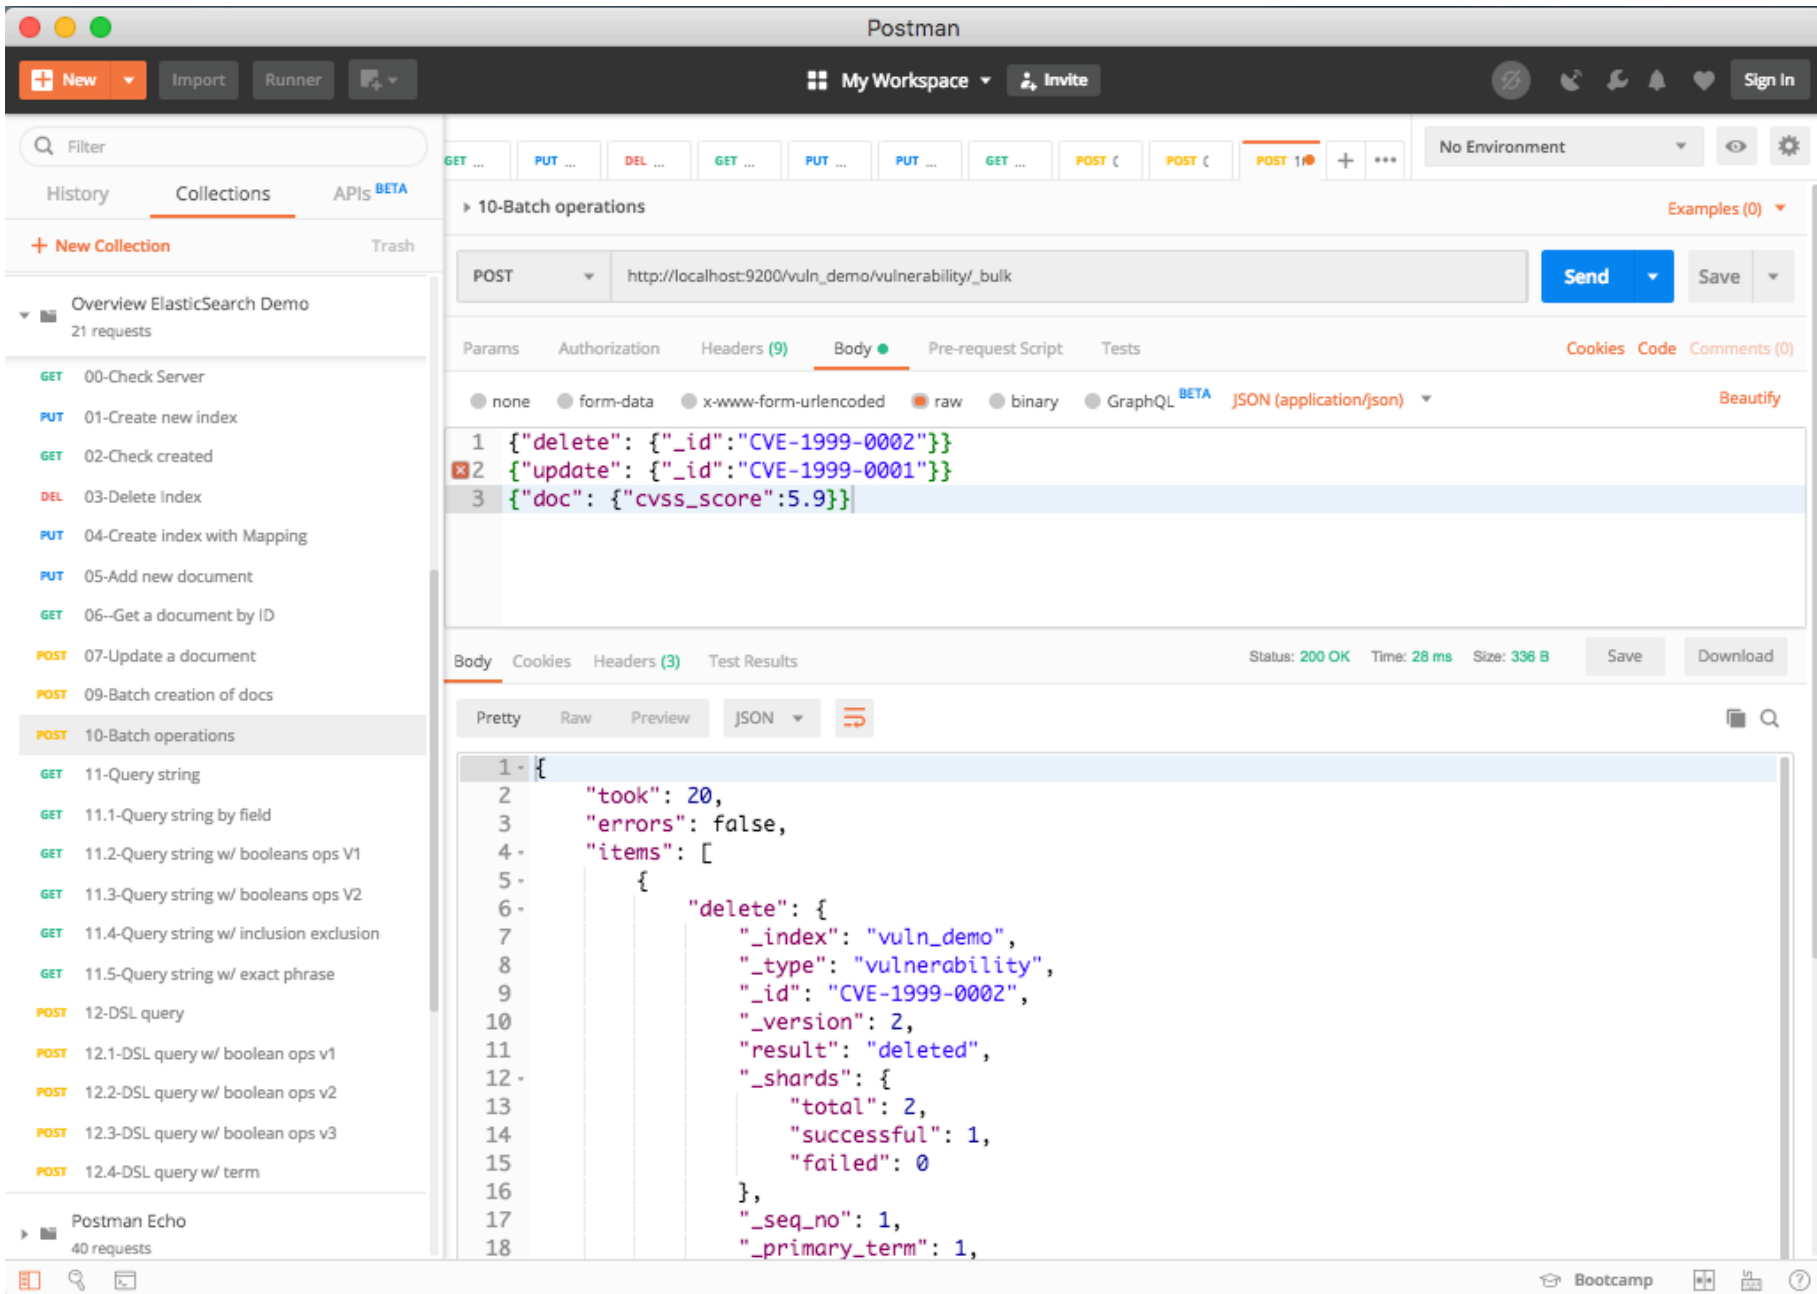 Postman
New
Import
Runner
My Workspace
Invite
Sign In
Filter
History
Collections
APIs BETA
+ New Collection
Trash
Overview ElasticSearch Demo
21 requests
GET 00-Check Server
PUT 01-Create new index
GET 02-Check created
DEL 03-Delete Index
PUT 04-Create index with Mapping
PUT 05-Add new document
GET 06--Get a document by ID
POST 07-Update a document
POST 09-Batch creation of docs
POST 10-Batch operations
GET 11-Query string
GET 11.1-Query string by field
GET 11.2-Query string w/ booleans ops V1
GET 11.3-Query string w/ booleans ops V2
GET 11.4-Query string w/ inclusion exclusion
GET 11.5-Query string w/ exact phrase
POST 12-DSL query
POST 12.1-DSL query w/ boolean ops v1
POST 12.2-DSL query w/ boolean ops v2
POST 12.3-DSL query w/ boolean ops v3
POST 12.4-DSL query w/ term
Postman Echo
40 requests
GET ... PUT ... DEL ... GET ... PUT ... PUT ... GET ... POST POST POST + •••
No Environment
10-Batch operations
Examples (0)
POST
http://localhost:9200/vuln_demo/vulnerability/_bulk
Send
Save
Params Authorization Headers (9) Body Pre-request Script Tests
Cookies Code Comments (0)
none form-data x-www-form-urlencoded raw binary GraphQL BETA JSON (application/json)
Beautify
1 {"delete": {"_id":"CVE-1999-0002"}}
2 {"update": {"_id":"CVE-1999-0001"}}
3 {"doc": {"cvss_score":5.9}}
Body Cookies Headers (3) Test Results
Status: 200 OK Time: 28 ms Size: 336 B
Save
Download
Pretty Raw Preview JSON
1 {
2 "took": 20,
3 "errors": false,
4 "items": [
5 {
6 "delete": {
7 "_index": "vuln_demo",
8 "_type": "vulnerability",
9 "_id": "CVE-1999-0002",
10 "_version": 2,
11 "result": "deleted",
12 "_shards": {
13 "total": 2,
14 "successful": 1,
15 "failed": 0
16 },
17 "_seq_no": 1,
18 "_primary_term": 1,
Bootcamp